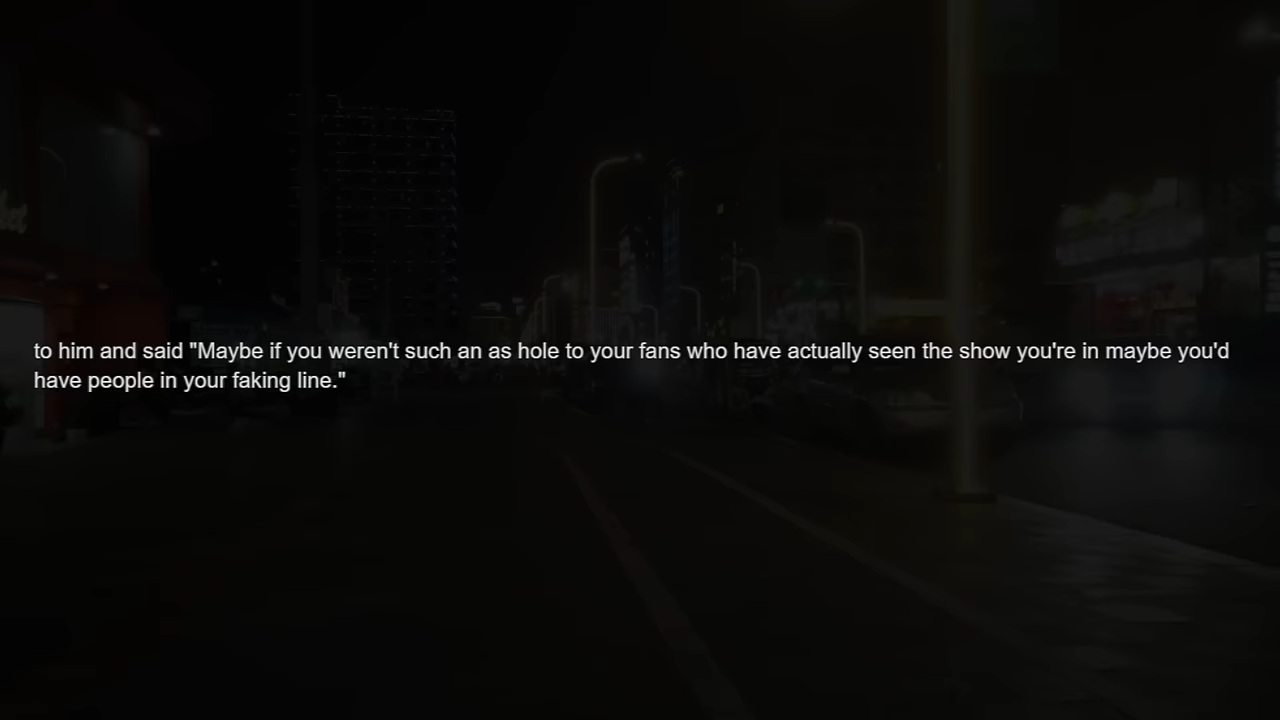 to him and said "Maybe if you weren't such an as hole to your fans who have actually seen the show you're in maybe you'd
have people in your faking line."